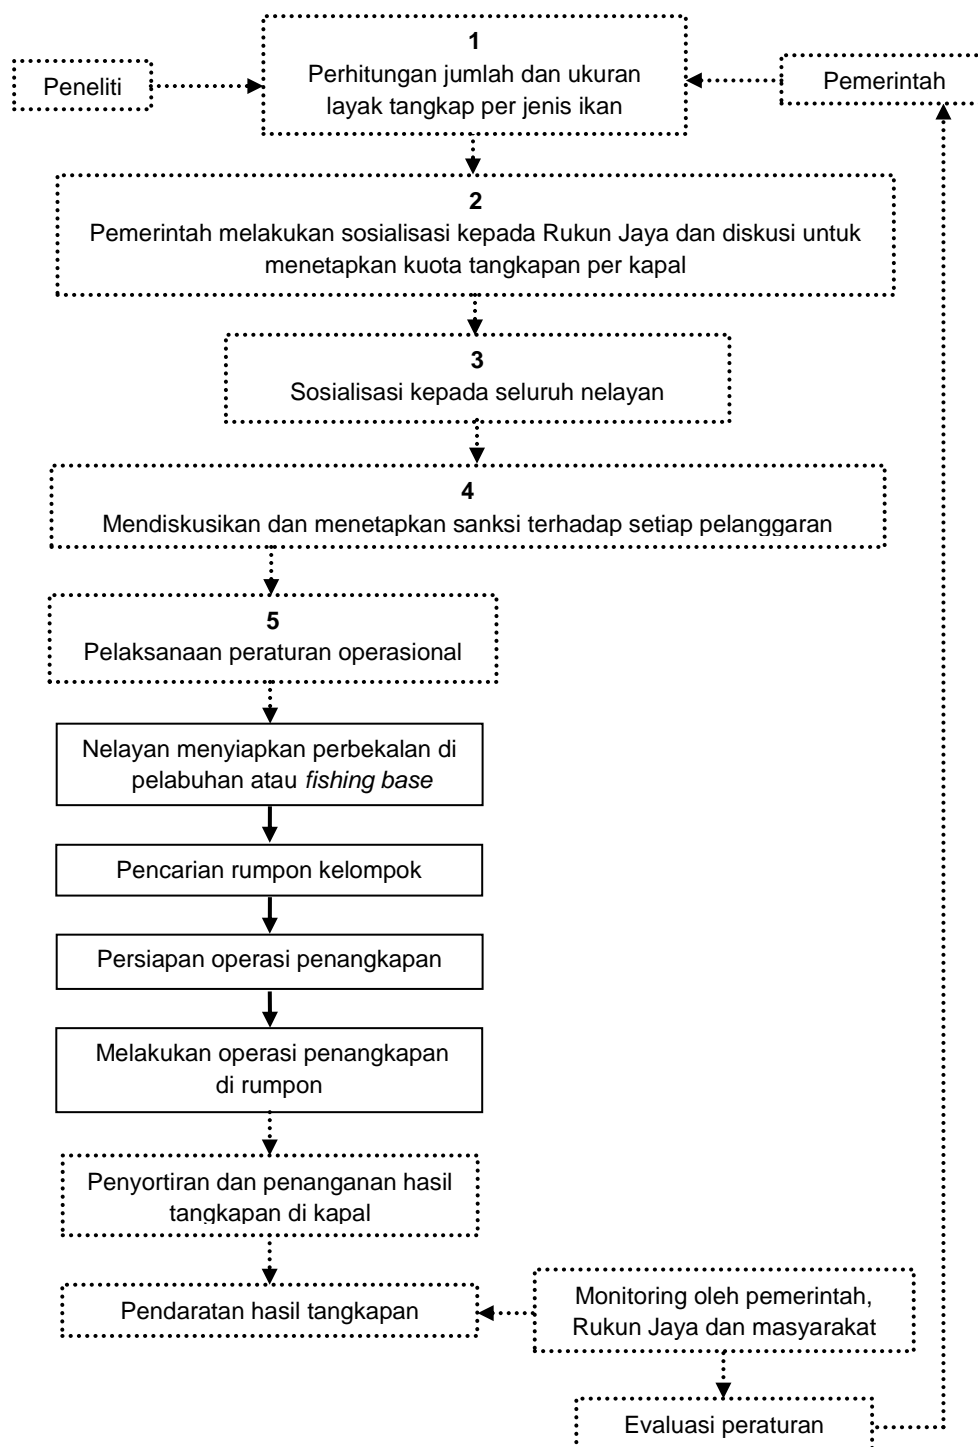 1
Perhitungan jumlah dan ukuran
layak tangkap per jenis ikan
Peneliti
Pemerintah
2
Pemerintah melakukan sosialisasi kepada Rukun Jaya dan diskusi untuk
menetapkan kuota tangkapan per kapal
3
Sosialisasi kepada seluruh nelayan
4
Mendiskusikan dan menetapkan sanksi terhadap setiap pelanggaran
5
Pelaksanaan peraturan operasional
Nelayan menyiapkan perbekalan di
pelabuhan atau fishing base
Pencarian rumpon kelompok
Persiapan operasi penangkapan
Melakukan operasi penangkapan
di rumpon
Penyortiran dan penanganan hasil
tangkapan di kapal
Pendaratan hasil tangkapan
Monitoring oleh pemerintah,
Rukun Jaya dan masyarakat
Evaluasi peraturan